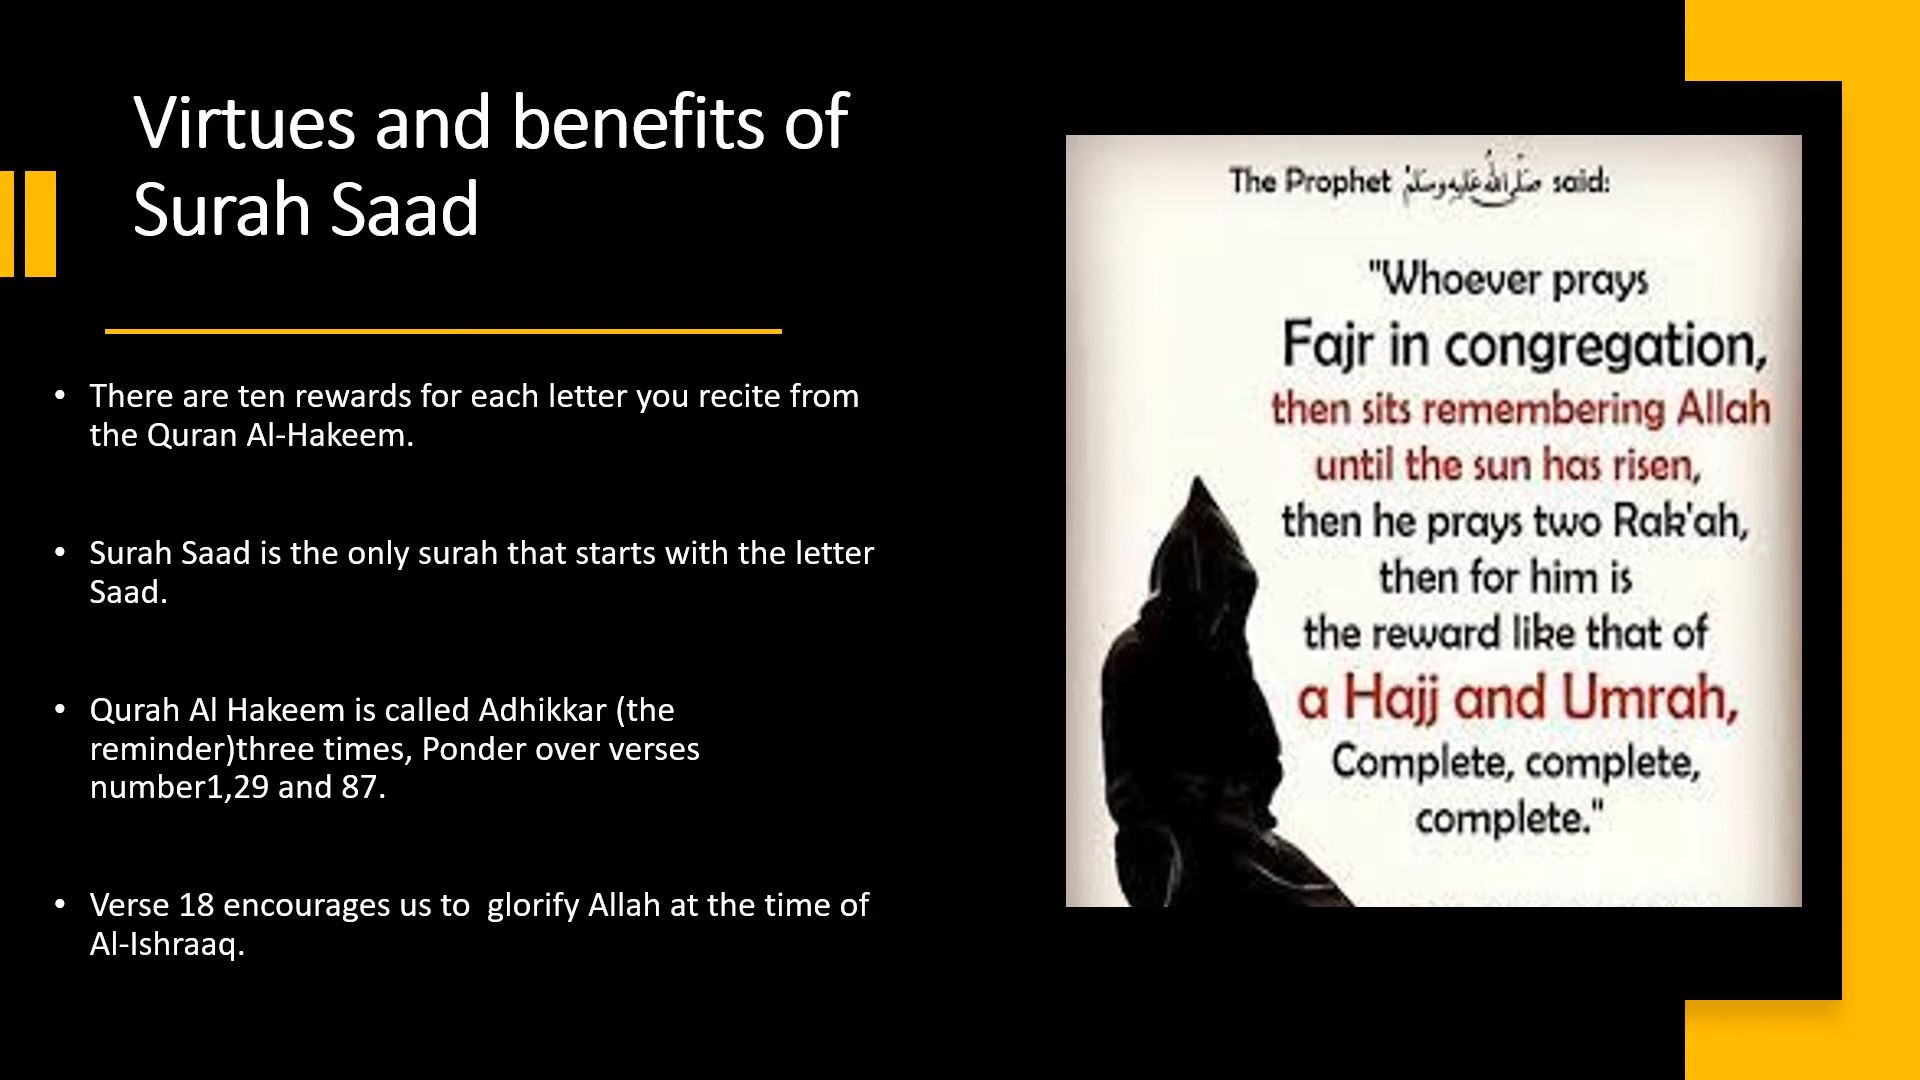 Virtues and benefits of
Surah Saad
• There are ten rewards for each letter you recite from
the Quran Al-Hakeem.
• Surah Saad is the only surah that starts with the letter
Saad.
• Qurah Al Hakeem is called Adhikkar (the
reminder)three times, Ponder over verses
number1,29 and 87.
• Verse 18 encourages us to  glorify Allah at the time of
Al-Ishraaq.
The Prophet صلى الله عليه وسلم said:
"Whoever prays
Fajr in congregation,
then sits remembering Allah
until the sun has risen,
then he prays two Rak'ah,
then for him is
the reward like that of
a Hajj and Umrah,
Complete, complete,
complete."